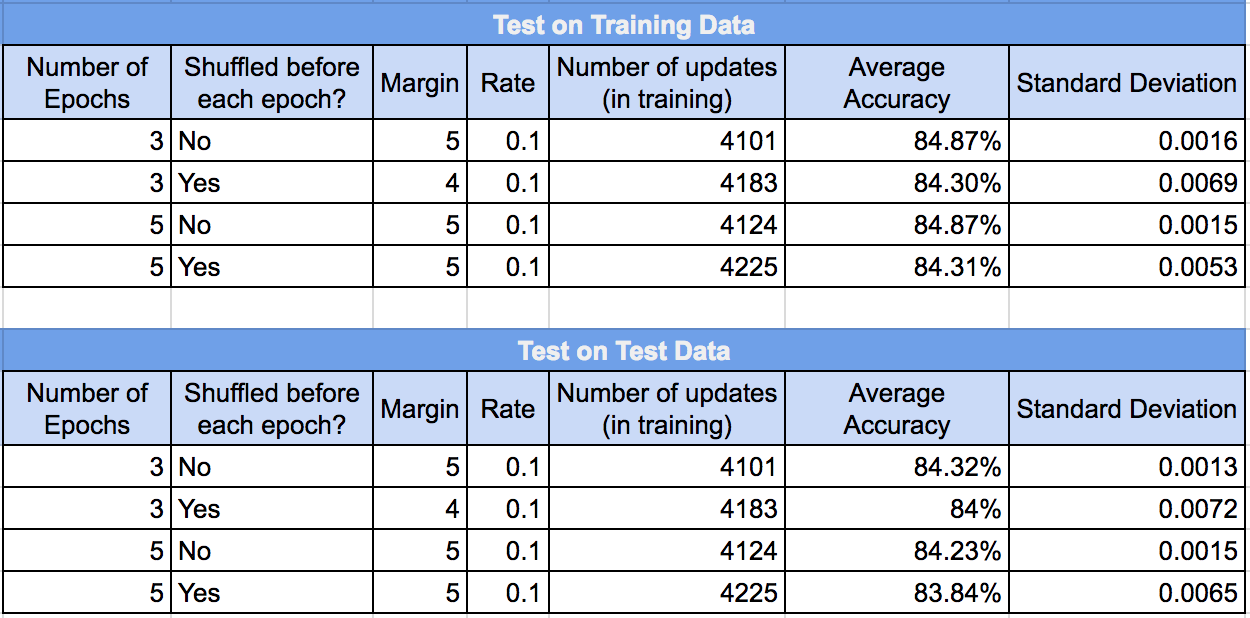 Test on Training Data
Number of Epochs Shuffled before each epoch? Margin Rate Number of updates (in training) Average Accuracy Standard Deviation
3 No 5 0.1 4101 84.87% 0.0016
3 Yes 4 0.1 4183 84.30% 0.0069
5 No 5 0.1 4124 84.87% 0.0015
5 Yes 5 0.1 4225 84.31% 0.0053
Test on Test Data
Number of Epochs Shuffled before each epoch? Margin Rate Number of updates (in training) Average Accuracy Standard Deviation
3 No 5 0.1 4101 84.32% 0.0013
3 Yes 4 0.1 4183 84% 0.0072
5 No 5 0.1 4124 84.23% 0.0015
5 Yes 5 0.1 4225 83.84% 0.0065